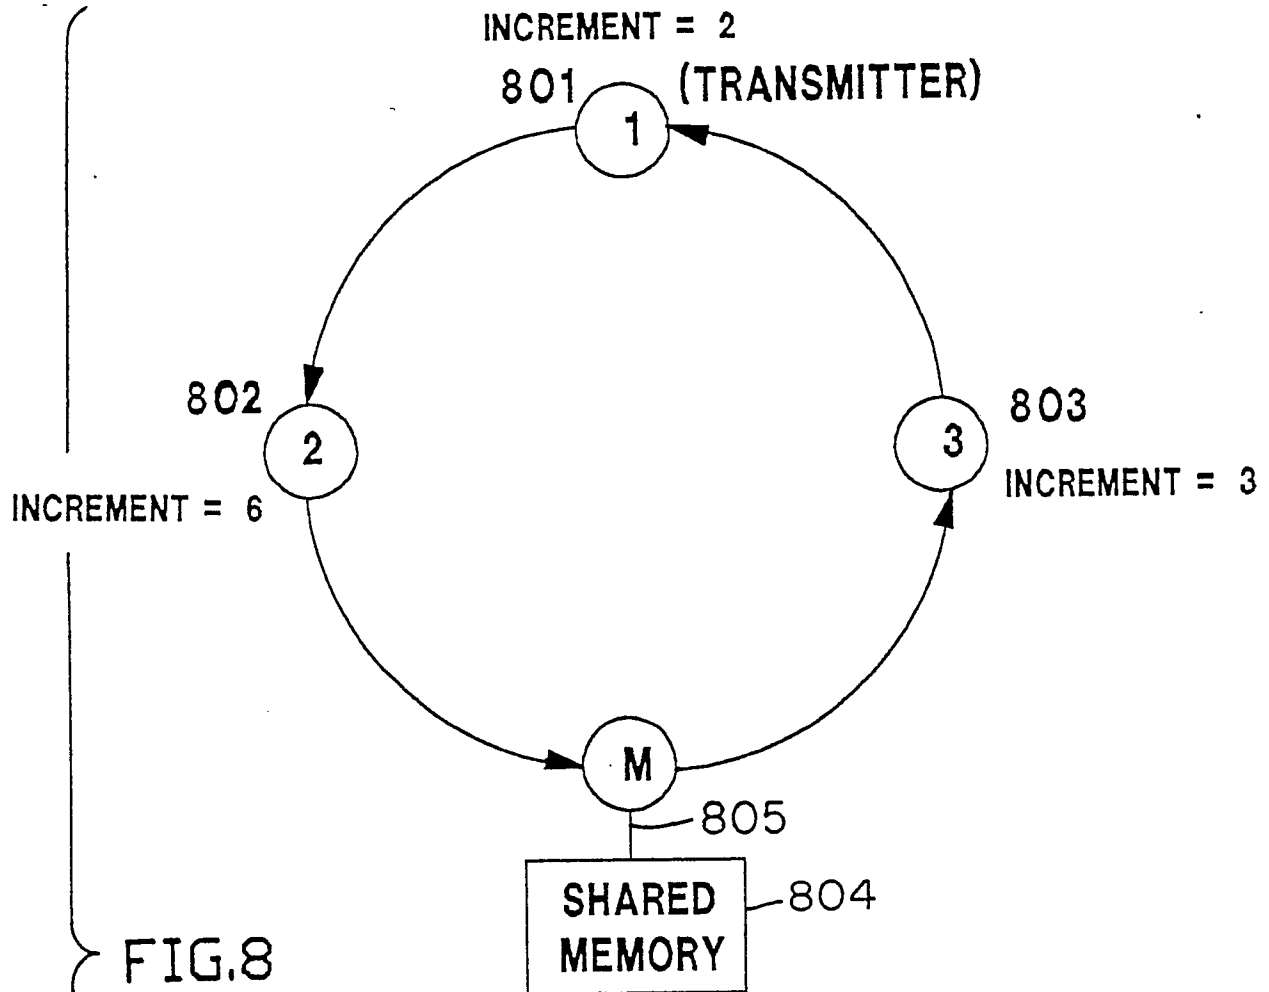 INCREMENT = 2
801 (TRANSMITTER)
1
802
2
INCREMENT = 6
803
3
INCREMENT = 3
M
805
SHARED
MEMORY
804
FIG.8